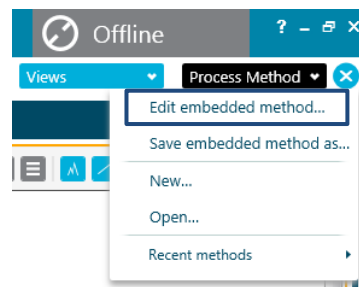 Offline
?
Views
Process Method
Edit embedded method...
Save embedded method as...
New...
Open...
Recent methods